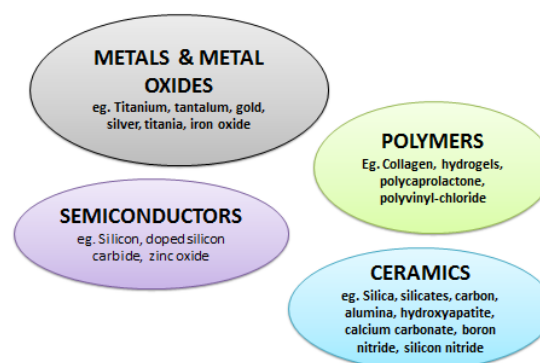 METALS & METAL
OXIDES
eg. Titanium, tantalum, gold,
silver, titania, iron oxide
POLYMERS
Eg. Collagen, hydrogels,
polycaprolactone,
polyvinyl-chloride
SEMICONDUCTORS
eg. Silicon, doped silicon
carbide, zinc oxide
CERAMICS
eg. Silica, silicates, carbon,
alumina, hydroxyapatite,
calcium carbonate, boron
nitride, silicon nitride